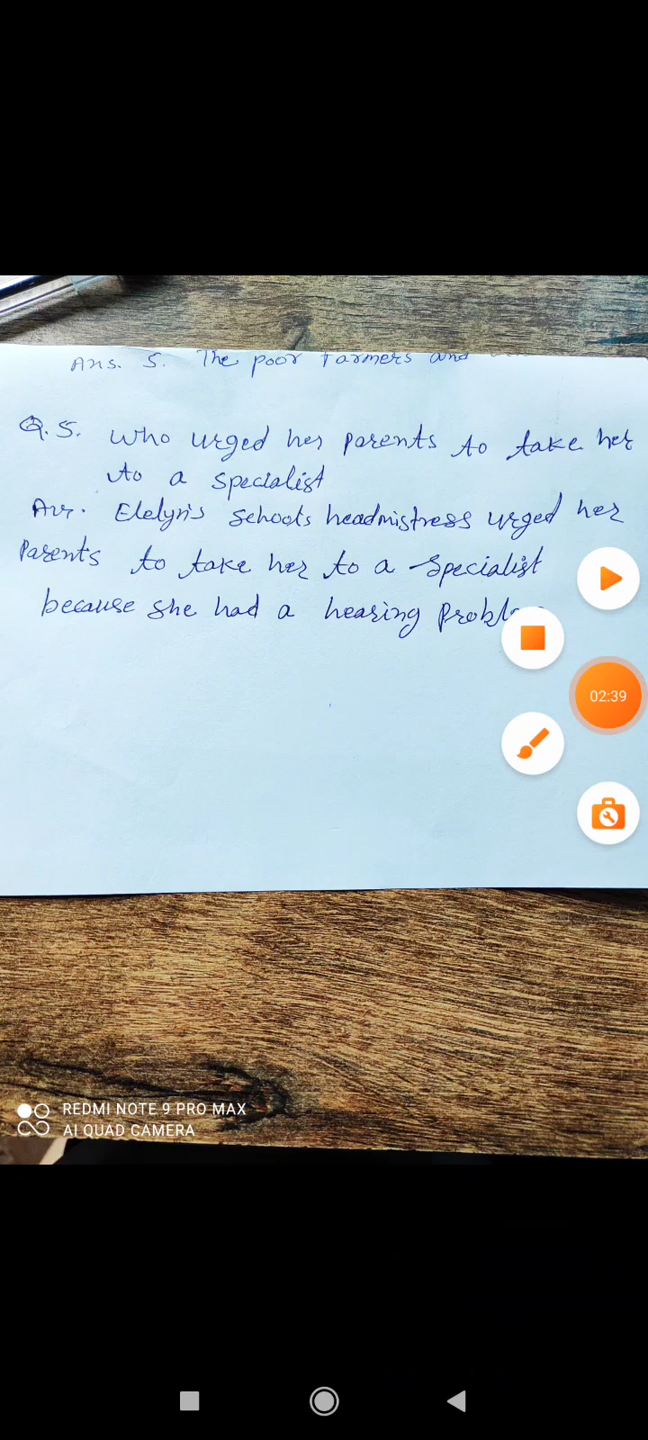 Ans. 5. The poor farmers and
Q.5. Who urged her parents to take her
to a specialist
Ans. Elelyn's schools headmistress urged her
Parents to take her to a specialist
because she had a hearing
02:39
REDMI NOTE 9 PRO MAX
AI QUAD CAMERA